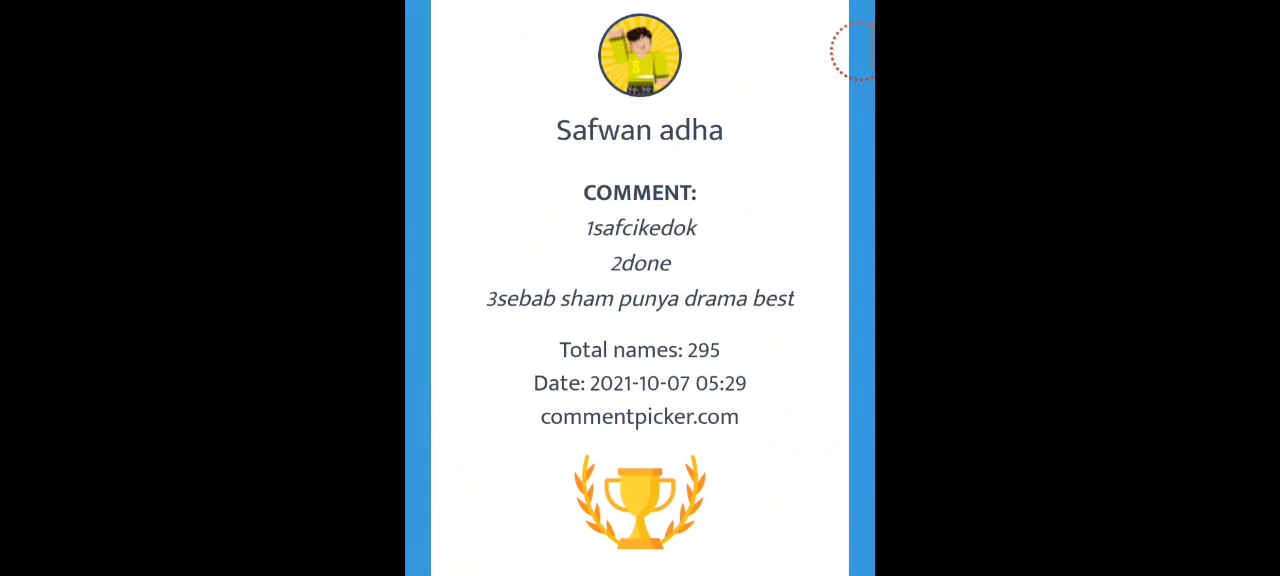 Safwan adha
COMMENT:
1safcikedok
2done
3sebab sham punya drama best
Total names: 295
Date: 2021-10-07 05:29
commentpicker.com